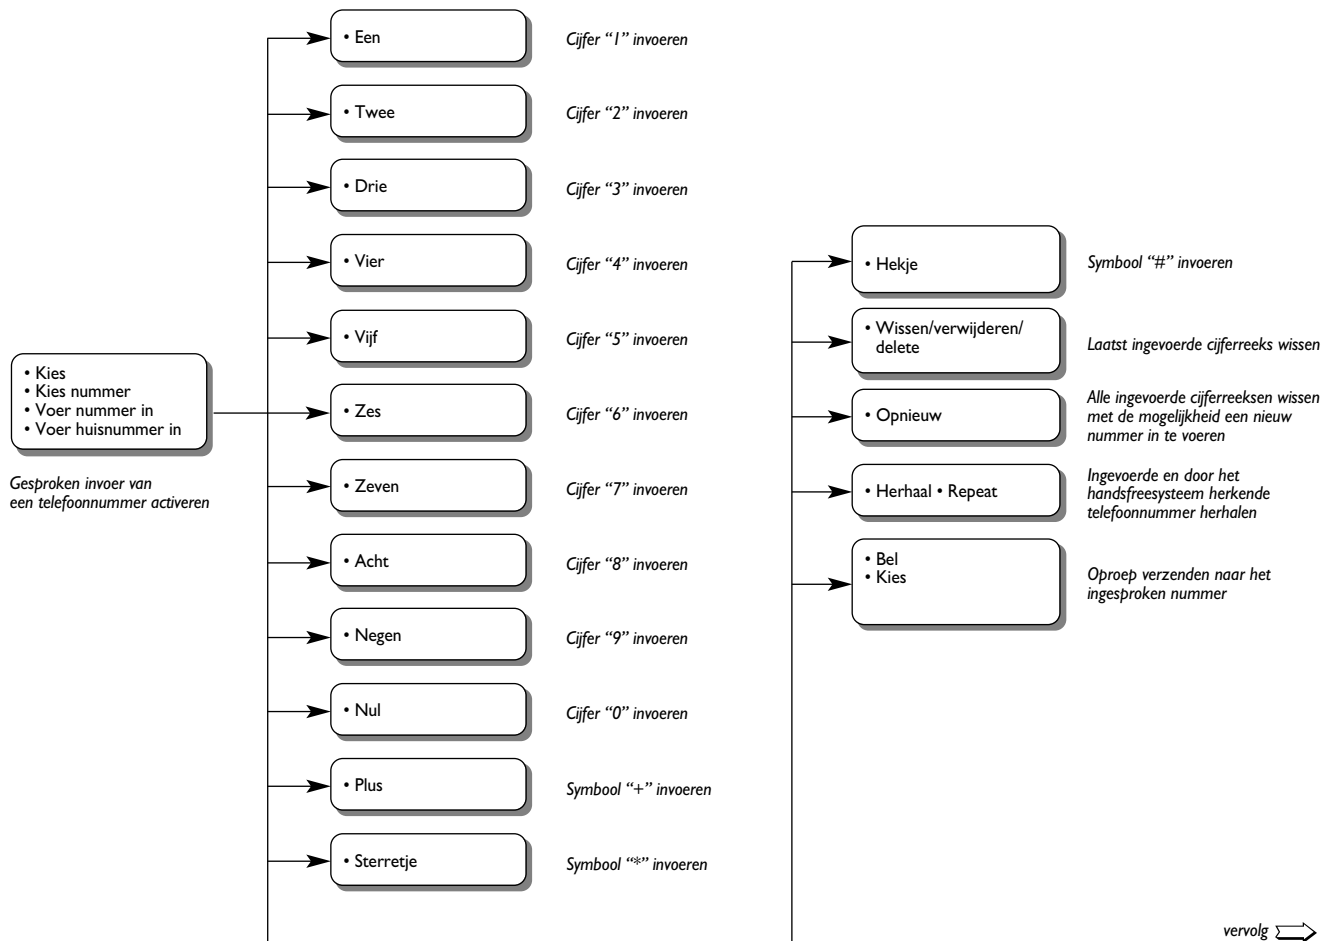 • Kies
• Kies nummer
• Voer nummer in
• Voer huisnummer in
Gesproken invoer van
een telefoonnummer activeren
• Een
Cijfer “1” invoeren
• Twee
Cijfer “2” invoeren
• Drie
Cijfer “3” invoeren
• Vier
Cijfer “4” invoeren
• Vijf
Cijfer “5” invoeren
• Zes
Cijfer “6” invoeren
• Zeven
Cijfer “7” invoeren
• Acht
Cijfer “8” invoeren
• Negen
Cijfer “9” invoeren
• Nul
Cijfer “0” invoeren
• Plus
Symbool “+” invoeren
• Sterretje
Symbool “*” invoeren
• Hekje
Symbool “#” invoeren
• Wissen/verwijderen/
delete
Laatst ingevoerde cijferreeks wissen
• Opnieuw
Alle ingevoerde cijferreeksen wissen
met de mogelijkheid een nieuw
nummer in te voeren
• Herhaal • Repeat
Ingevoerde en door het
handsfreesysteem herkende
telefoonnummer herhalen
• Bel
• Kies
Oproep verzenden naar het
ingesproken nummer
vervolg